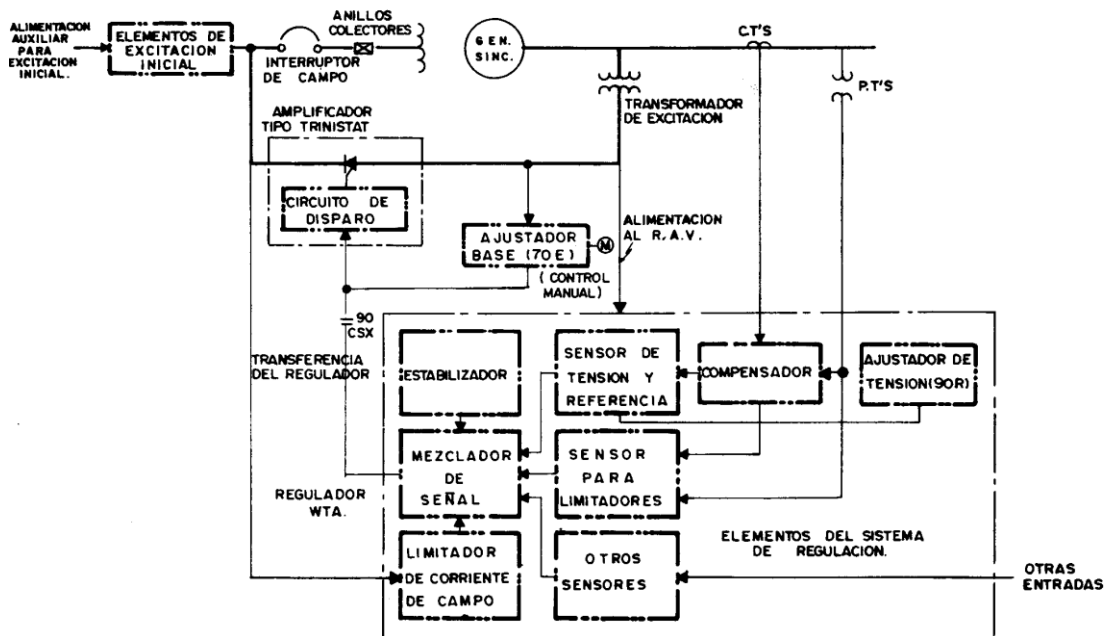 ALIMENTACION
AUXILIAR
PARA
EXCITACION
INICIAL.
ELEMENTOS DE
EXCITACION
INICIAL
ANILLOS
COLECTORES
INTERRUPTOR
DE CAMPO
GEN.
SINC.
C.T'S
P.T'S
TRANSFORMADOR
DE EXCITACION
AMPLIFICADOR
TIPO TRINISTAT
CIRCUITO DE
DISPARO
AJUSTADOR
BASE (70E)
M
(CONTROL
MANUAL)
ALIMENTACION
AL R.A.V.
90
CSX
TRANSFERENCIA
DEL REGULADOR
ESTABILIZADOR
SENSOR DE
TENSION Y
REFERENCIA
COMPENSADOR
AJUSTADOR DE
TENSION(90R)
MEZCLADOR
DE
SEÑAL
SENSOR
PARA
LIMITADORES
REGULADOR
WTA.
LIMITADOR
DE CORRIENTE
DE CAMPO
OTROS
SENSORES
ELEMENTOS DEL SISTEMA
DE REGULACION.
OTRAS
ENTRADAS